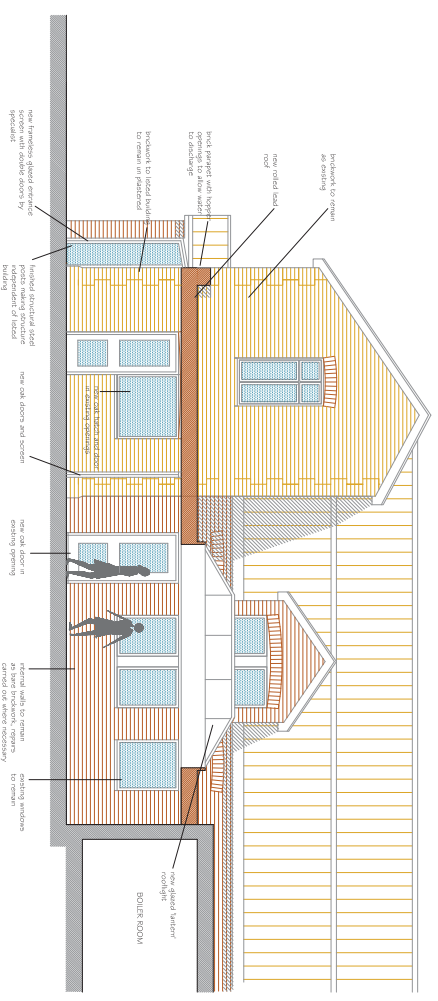 brickwork to remain
as existing
new rolled lead
roof
brick parapet with hopper
openings to allow water
to discharge
brickwork to listed building
to remain un plastered
new frameless glazed entrance
screen with double doors by
specialist
finished structural steel
posts making structure
independent of listed
building
new oak hatch and door
in existing openings
new oak doors and screen
new oak door in
existing opening
internal walls to remain
as bare brickwork, repairs
carried out where necessary
existing windows
to remain
new glazed 'lantern'
rooflight
BOILER ROOM